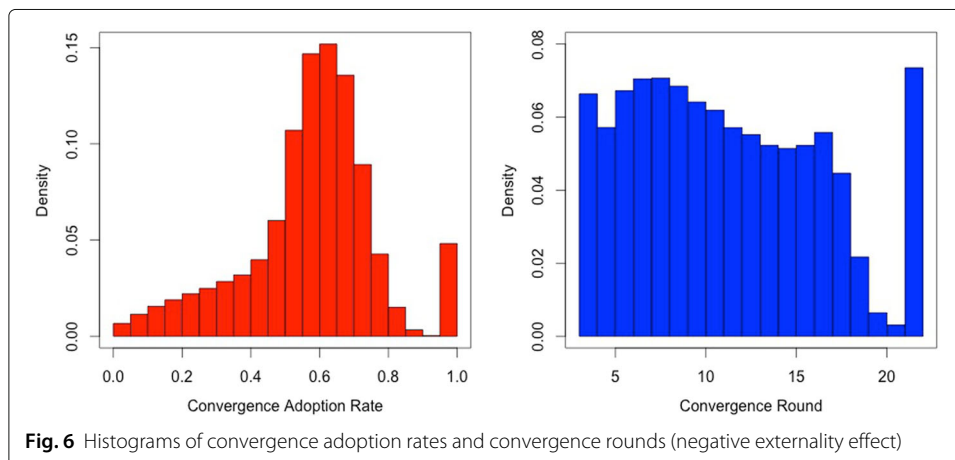 0.15
0.10
0.05
0.00
Density
0.0 0.2 0.4 0.6 0.8 1.0
Convergence Adoption Rate
0.08
0.06
0.04
0.02
0.00
Density
5 10 15 20
Convergence Round
Fig. 6 Histograms of convergence adoption rates and convergence rounds (negative externality effect)